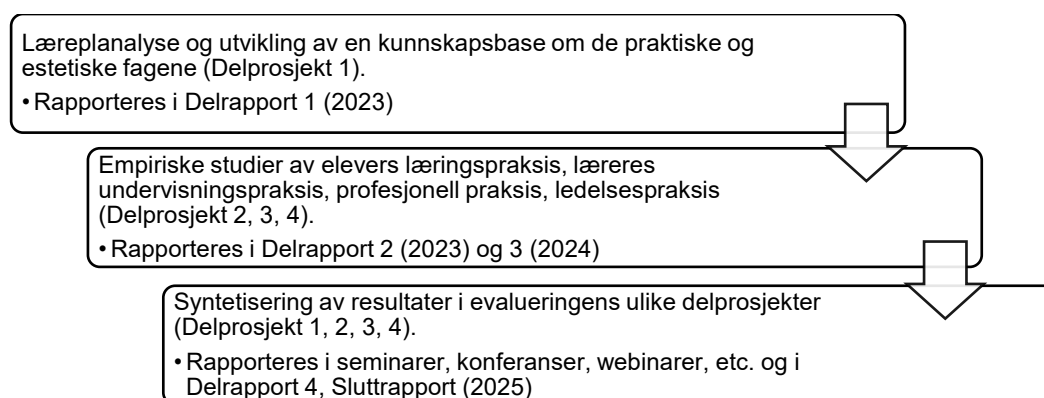 Læreplanalyse og utvikling av en kunnskapsbase om de praktiske og
estetiske fagene (Delprosjekt 1).
• Rapporteres i Delrapport 1 (2023)
Empiriske studier av elevers læringspraksis, læreres
undervisningspraksis, profesjonell praksis, ledelsespraksis
(Delprosjekt 2, 3, 4).
• Rapporteres i Delrapport 2 (2023) og 3 (2024)
Syntetisering av resultater i evalueringens ulike delprosjekter
(Delprosjekt 1, 2, 3, 4).
• Rapporteres i seminarer, konferanser, webinarer, etc. og i
Delrapport 4, Sluttrapport (2025)